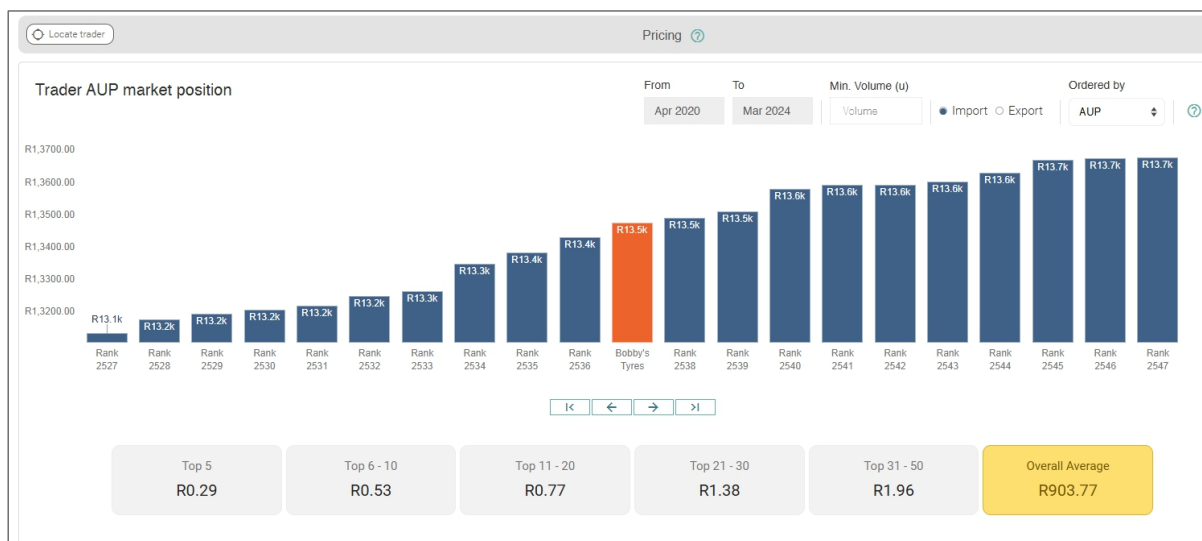 Locate trader
Pricing ?
Trader AUP market position
From
To
Min. Volume (u)
Ordered by
Apr 2020
Mar 2024
Volume
Import
Export
AUP
?
R1,3700.00
R1,3600.00
R1,3500.00
R1,3400.00
R1,3300.00
R1,3200.00
R13.1k
R13.2k
R13.2k
R13.2k
R13.2k
R13.2k
R13.3k
R13.3k
R13.4k
R13.4k
R13.5k
R13.5k
R13.5k
R13.6k
R13.6k
R13.6k
R13.6k
R13.6k
R13.7k
R13.7k
R13.7k
Rank
2527
Rank
2528
Rank
2529
Rank
2530
Rank
2531
Rank
2532
Rank
2533
Rank
2534
Rank
2535
Rank
2536
Bobby's
Tyres
Rank
2538
Rank
2539
Rank
2540
Rank
2541
Rank
2542
Rank
2543
Rank
2544
Rank
2545
Rank
2546
Rank
2547
Top 5
R0.29
Top 6 - 10
R0.53
Top 11 - 20
R0.77
Top 21 - 30
R1.38
Top 31 - 50
R1.96
Overall Average
R903.77